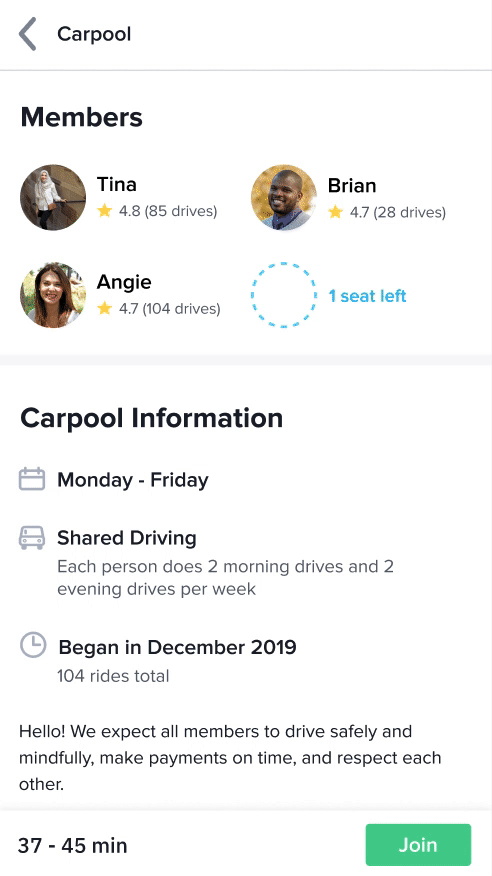 Carpool
Members
Tina
4.8 (85 drives)
Brian
4.7 (28 drives)
Angie
4.7 (104 drives)
1 seat left
Carpool Information
Monday - Friday
Shared Driving
Each person does 2 morning drives and 2
evening drives per week
Began in December 2019
104 rides total
Hello! We expect all members to drive safely and
mindfully, make payments on time, and respect each
other.
37 - 45 min
Join